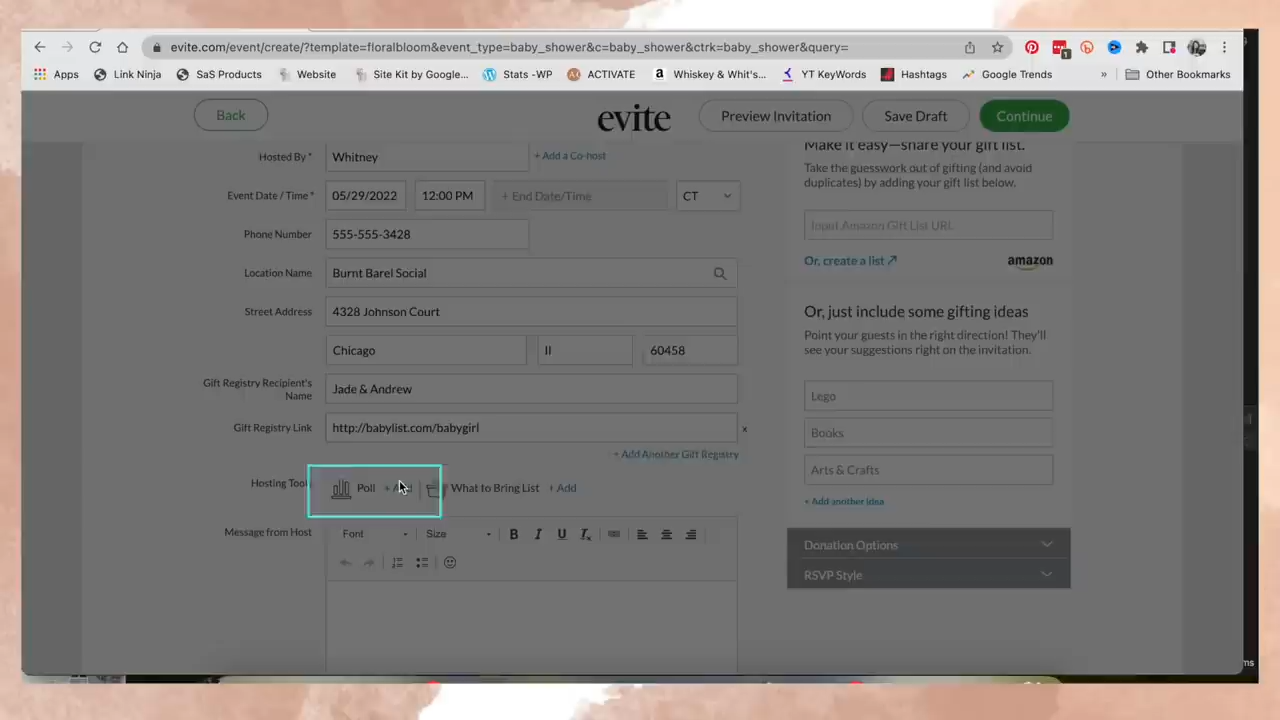 evite.com/event/create/?template=floralbloom&event_type=baby_shower&c=baby_shower&ctrk=baby_shower&query=
1
Apps Link Ninja SaS Products Website Site Kit by Google... Stats -WP ACTIVATE Whiskey & Whit's... YT KeyWords Hashtags Google Trends » Other Bookmarks
Back evite Preview Invitation Save Draft Continue
Hosted By * Whitney + Add a Co-host
Event Date / Time * 05/29/2022 12:00 PM + End Date/Time CT
Phone Number 555-555-3428
Location Name Burnt Barel Social
Street Address 4328 Johnson Court
Chicago Il 60458
Gift Registry Recipient's
Name
Jade & Andrew
Gift Registry Link http://babylist.com/babygirl x
+ Add Another Gift Registry
Hosting Tools Poll + Add What to Bring List + Add
Message from Host Font Size B I U Ix
Make it easy—share your gift list.
Take the guesswork out of gifting (and avoid
duplicates) by adding your gift list below.
Input Amazon Gift List URL
Or, create a list amazon
Or, just include some gifting ideas
Point your guests in the right direction! They'll
see your suggestions right on the invitation.
Lego
Books
Arts & Crafts
+ Add another idea
Donation Options
RSVP Style